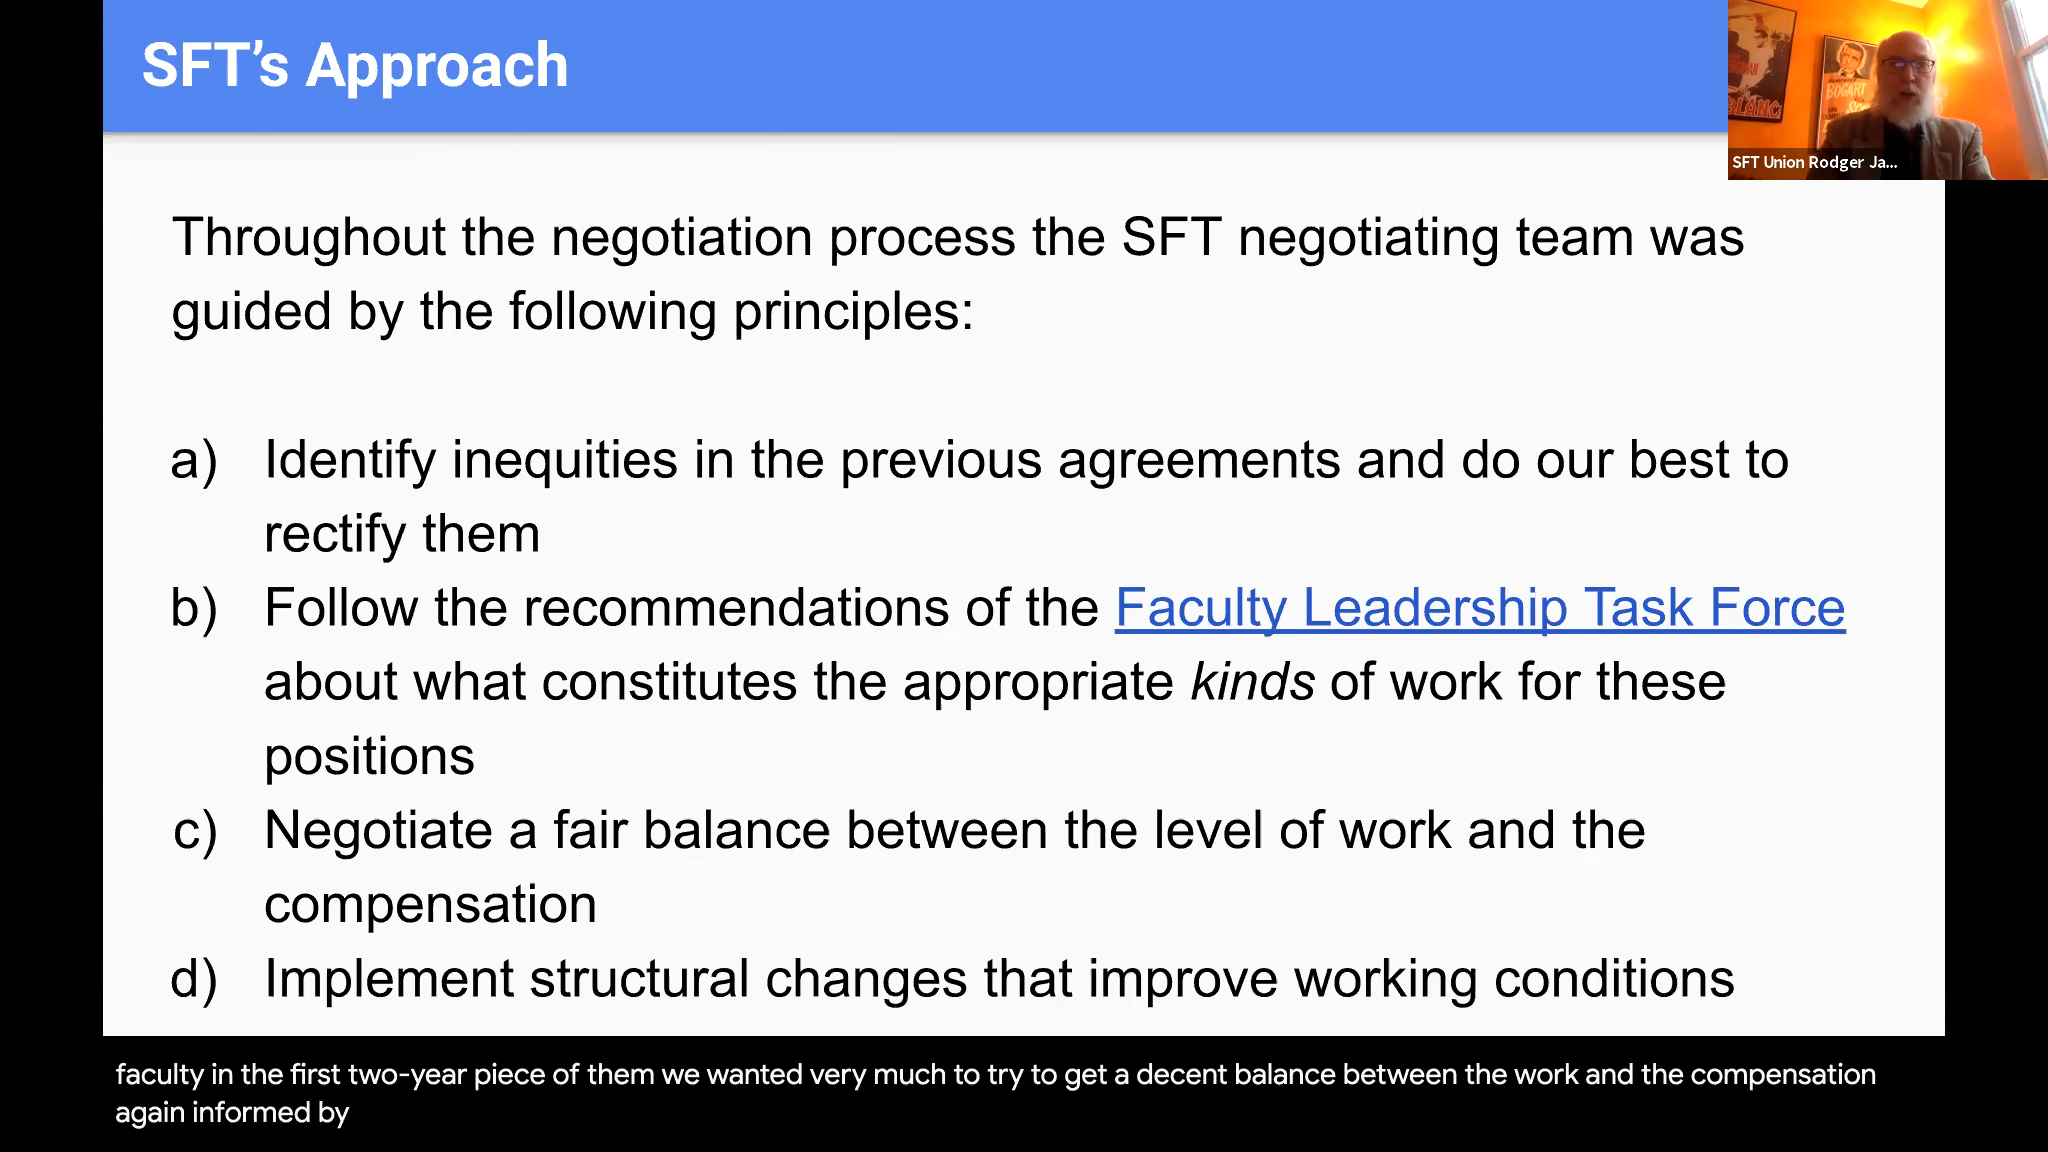 SFT’s Approach
BLANC
BOGART
SFT Union Rodger Ja...
Throughout the negotiation process the SFT negotiating team was
guided by the following principles:
a) Identify inequities in the previous agreements and do our best to
rectify them
b) Follow the recommendations of the Faculty Leadership Task Force
about what constitutes the appropriate kinds of work for these
positions
c) Negotiate a fair balance between the level of work and the
compensation
d) Implement structural changes that improve working conditions
faculty in the first two-year piece of them we wanted very much to try to get a decent balance between the work and the compensation
again informed by